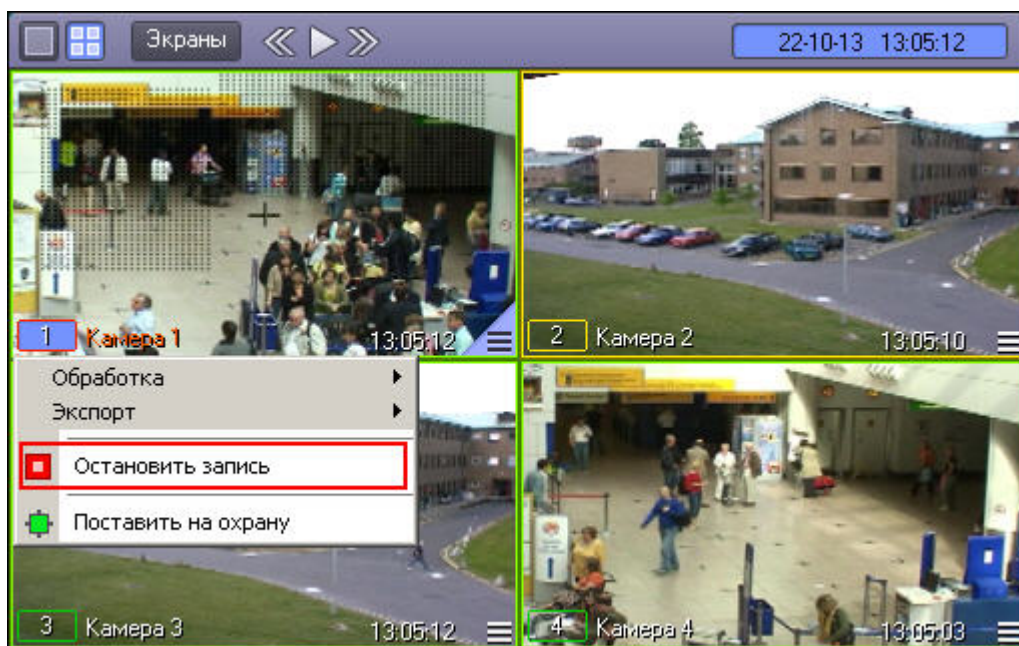 Экраны
22-10-13 13:05:12
1 Камера 1 13:05:12
2 Камера 2 13:05:10
Обработка
Экспорт
Остановить запись
Поставить на охрану
3 Камера 3 13:05:12
4 Камера 4 13:05:03